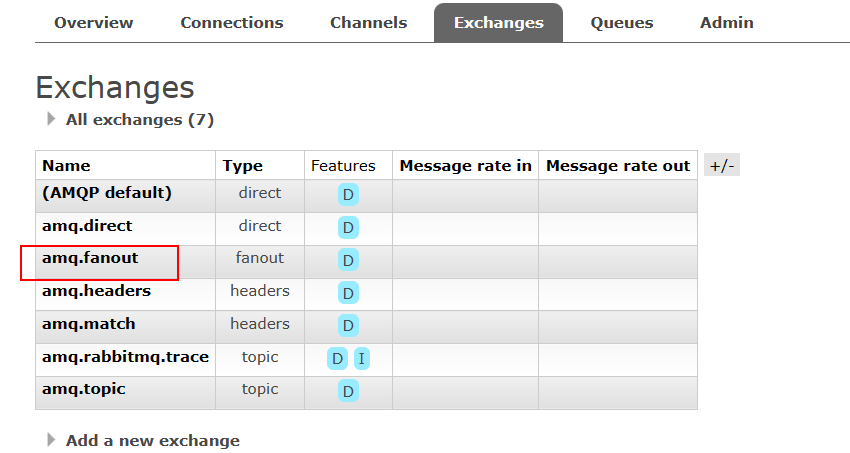 Overview Connections Channels Exchanges Queues Admin
Exchanges
All exchanges (7)
Name Type Features Message rate in Message rate out +/-
(AMQP default) direct D
amq.direct direct D
amq.fanout fanout D
amq.headers headers D
amq.match headers D
amq.rabbitmq.trace topic D I
amq.topic topic D
Add a new exchange